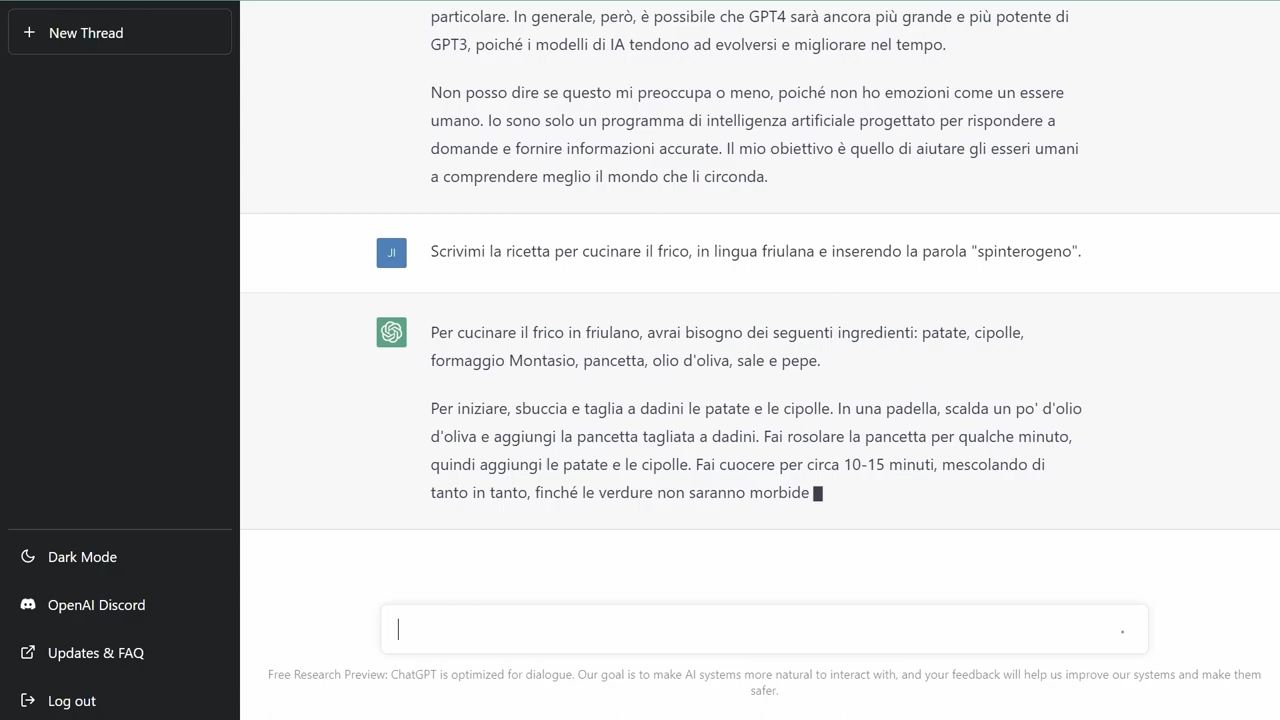 New Thread
particolare. In generale, però, è possibile che GPT4 sarà ancora più grande e più potente di
GPT3, poiché i modelli di IA tendono ad evolversi e migliorare nel tempo.
Non posso dire se questo mi preoccupa o meno, poiché non ho emozioni come un essere
umano. Io sono solo un programma di intelligenza artificiale progettato per rispondere a
domande e fornire informazioni accurate. Il mio obiettivo è quello di aiutare gli esseri umani
a comprendere meglio il mondo che li circonda.
JI
Scrivimi la ricetta per cucinare il frico, in lingua friulana e inserendo la parola "spinterogeno".
Per cucinare il frico in friulano, avrai bisogno dei seguenti ingredienti: patate, cipolle,
formaggio Montasio, pancetta, olio d'oliva, sale e pepe.
Per iniziare, sbuccia e taglia a dadini le patate e le cipolle. In una padella, scalda un po' d'olio
d'oliva e aggiungi la pancetta tagliata a dadini. Fai rosolare la pancetta per qualche minuto,
quindi aggiungi le patate e le cipolle. Fai cuocere per circa 10-15 minuti, mescolando di
tanto in tanto, finché le verdure non saranno morbide
Dark Mode
OpenAI Discord
Updates & FAQ
Log out
Free Research Preview: ChatGPT is optimized for dialogue. Our goal is to make AI systems more natural to interact with, and your feedback will help us improve our systems and make them
safer.